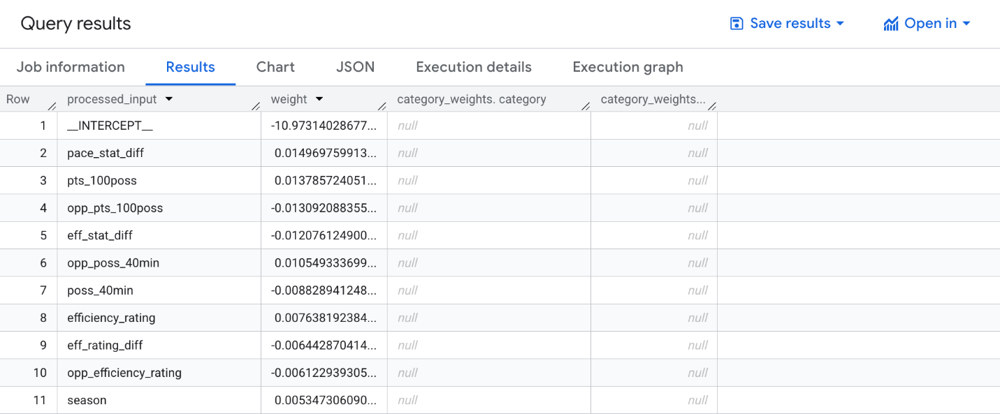 Query results Save results Open in
Job information Results Chart JSON Execution details Execution graph
Row processed_input weight category_weights. category category_weights...
1 __INTERCEPT__ -10.97314028677... null null
2 pace_stat_diff 0.014969759913... null null
3 pts_100poss 0.013785724051... null null
4 opp_pts_100poss -0.013092088355... null null
5 eff_stat_diff -0.012076124900... null null
6 opp_poss_40min 0.010549333699... null null
7 poss_40min -0.008828941248... null null
8 efficiency_rating 0.007638192384... null null
9 eff_rating_diff -0.006442870414... null null
10 opp_efficiency_rating -0.006122939305... null null
11 season 0.005347306090... null null